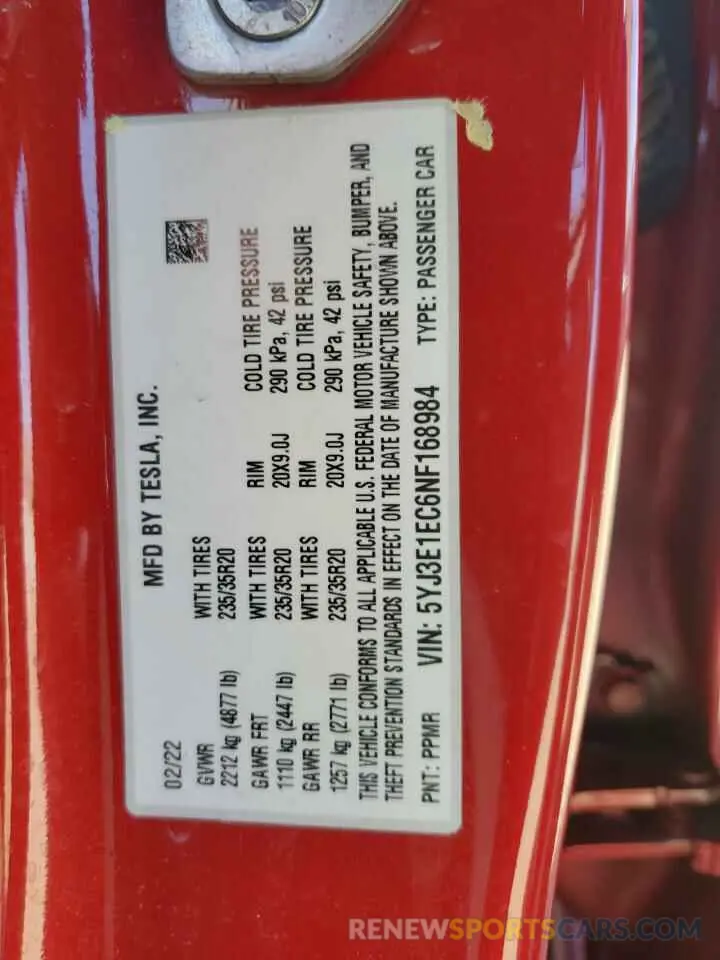 MFD BY TESLA, INC.
02/22
GVWR WITH TIRES
2212 kg (4877 lb) 235/35R20
GAWR FRT WITH TIRES RIM COLD TIRE PRESSURE
1110 kg (2447 lb) 235/35R20 20X9.0J 290 kPa, 42 psi
GAWR RR WITH TIRES RIM COLD TIRE PRESSURE
1257 kg (2771 lb) 235/35R20 20X9.0J 290 kPa, 42 psi
THIS VEHICLE CONFORMS TO ALL APPLICABLE U.S. FEDERAL MOTOR VEHICLE SAFETY, BUMPER, AND
THEFT PREVENTION STANDARDS IN EFFECT ON THE DATE OF MANUFACTURE SHOWN ABOVE.
PNT: PPMR VIN: 5YJ3E1EC6NF168984 TYPE: PASSENGER CAR
10
RENEWSPORTSCARS.COM